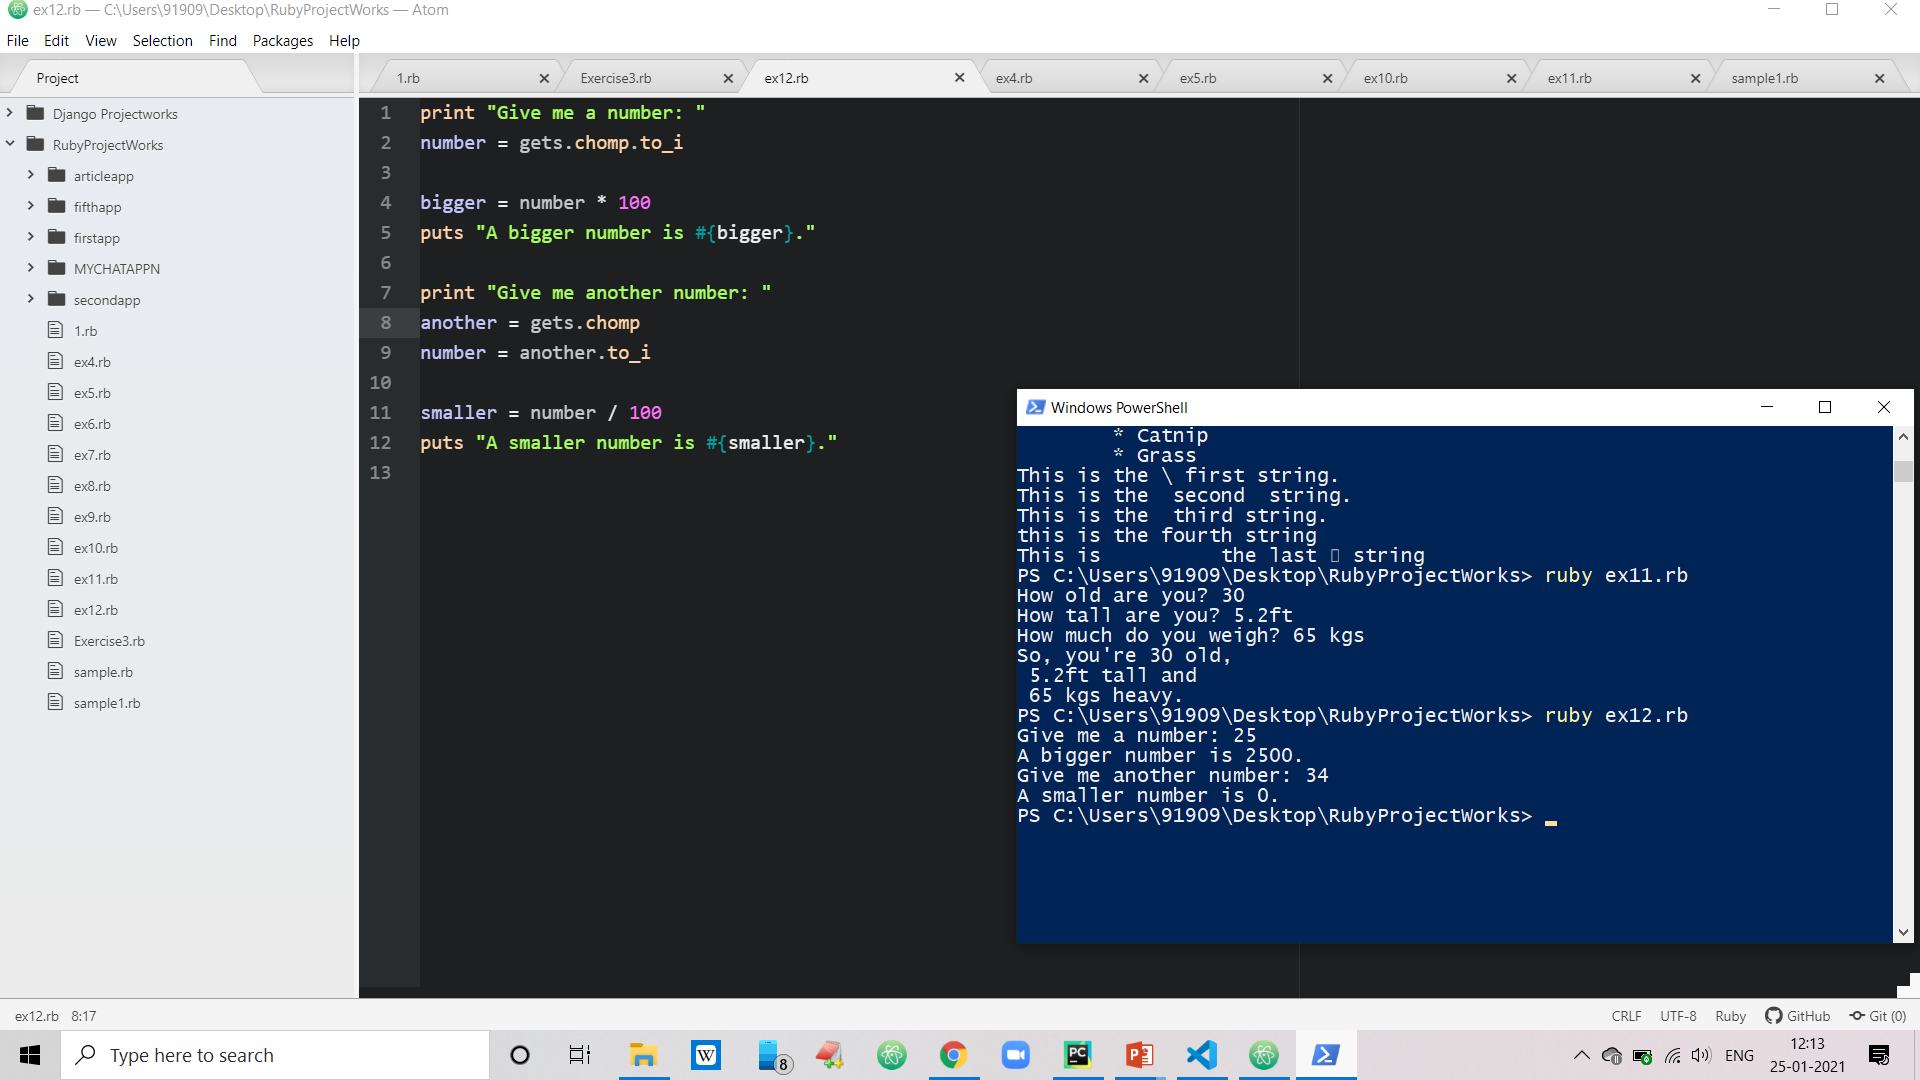 ex12.rb — C:\Users\91909\Desktop\RubyProjectWorks — Atom
File Edit View Selection Find Packages Help
Project
1.rb Exercise3.rb ex12.rb ex4.rb ex5.rb ex10.rb ex11.rb sample1.rb
Django Projectworks
RubyProjectWorks
articleapp
fifthapp
firstapp
MYCHATAPPN
secondapp
1.rb
ex4.rb
ex5.rb
ex6.rb
ex7.rb
ex8.rb
ex9.rb
ex10.rb
ex11.rb
ex12.rb
Exercise3.rb
sample.rb
sample1.rb
1 print "Give me a number: "
2 number = gets.chomp.to_i
3
4 bigger = number * 100
5 puts "A bigger number is #{bigger}."
6
7 print "Give me another number: "
8 another = gets.chomp
9 number = another.to_i
10
11 smaller = number / 100
12 puts "A smaller number is #{smaller}."
13
Windows PowerShell
* Catnip
* Grass
This is the \ first string.
This is the  second  string.
This is the  third string.
this is the fourth string
This is          the last  string
PS C:\Users\91909\Desktop\RubyProjectWorks> ruby ex11.rb
How old are you? 30
How tall are you? 5.2ft
How much do you weigh? 65 kgs
So, you're 30 old,
5.2ft tall and
65 kgs heavy.
PS C:\Users\91909\Desktop\RubyProjectWorks> ruby ex12.rb
Give me a number: 25
A bigger number is 2500.
Give me another number: 34
A smaller number is 0.
PS C:\Users\91909\Desktop\RubyProjectWorks>
ex12.rb 8:17 CRLF UTF-8 Ruby GitHub Git (0)
Type here to search
W
8
PC
P
ENG
12:13
25-01-2021